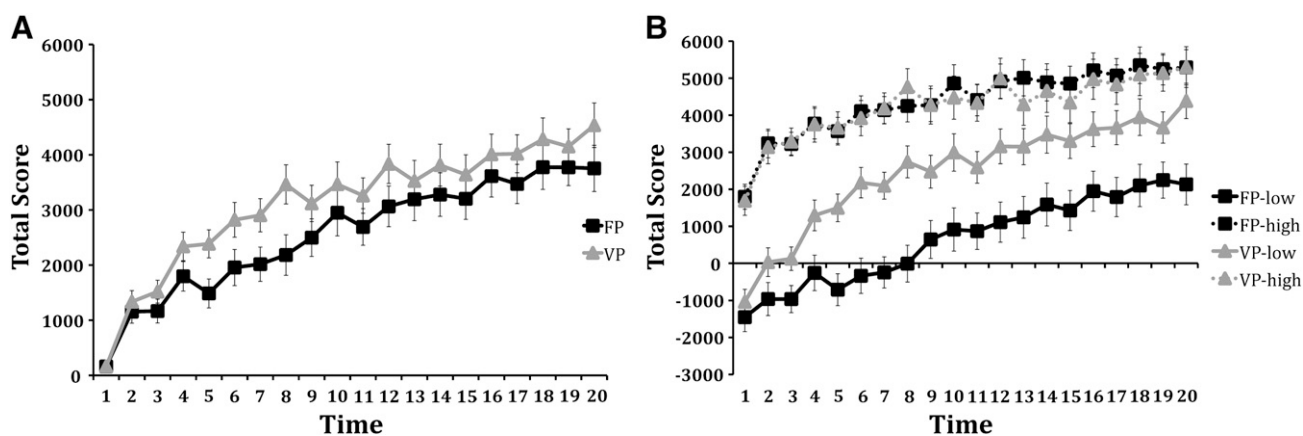 A
6000
5000
4000
3000
2000
1000
0
Total Score
1 2 3 4 5 6 7 8 9 10 11 12 13 14 15 16 17 18 19 20
Time
FP
VP
B
6000
5000
4000
3000
2000
1000
0
-1000
-2000
-3000
Total Score
1 2 3 4 5 6 7 8 9 10 11 12 13 14 15 16 17 18 19 20
Time
FP-low
FP-high
VP-low
VP-high